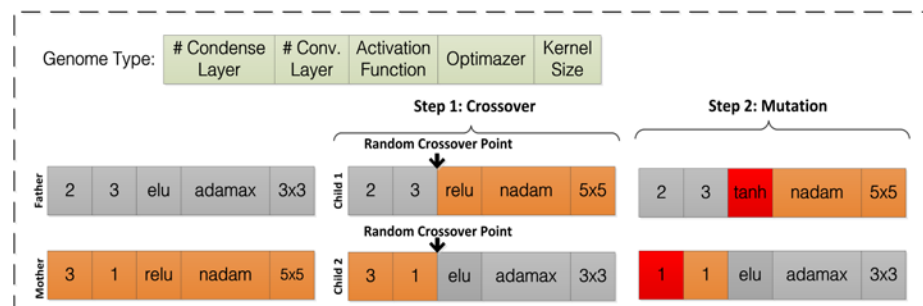 Genome Type: # Condense Layer # Conv. Layer Activation Function Optimazer Kernel Size
Step 1: Crossover Step 2: Mutation
Random Crossover Point
Father 2 3 elu adamax 3x3 Child 1 2 3 relu nadam 5x5 2 3 tanh nadam 5x5
Random Crossover Point
Mother 3 1 relu nadam 5x5 Child 2 3 1 elu adamax 3x3 1 1 elu adamax 3x3